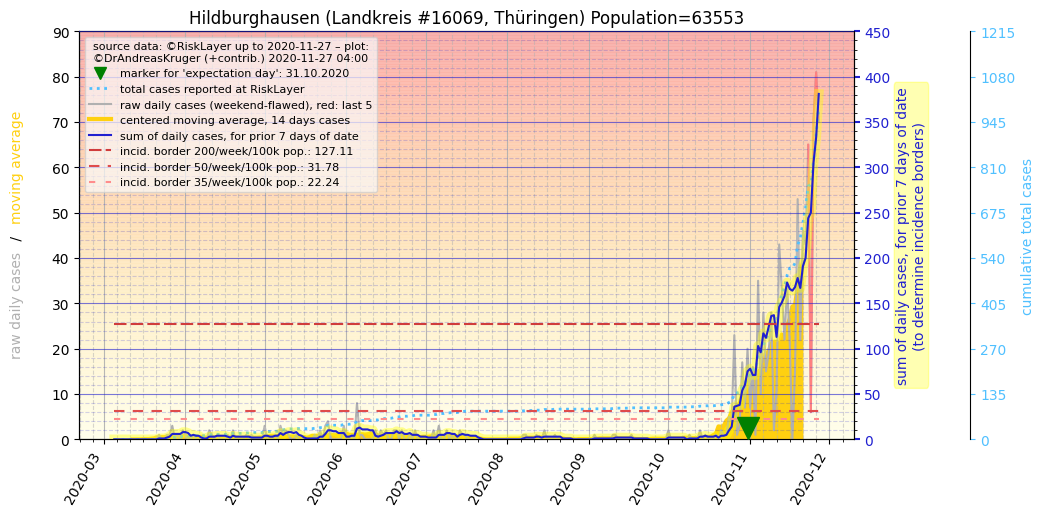 Hildburghausen (Landkreis #16069, Thüringen) Population=63553
source data: ©RiskLayer up to 2020-11-27 – plot:
©DrAndreasKruger (+contrib.) 2020-11-27 04:00
marker for 'expectation day': 31.10.2020
total cases reported at RiskLayer
raw daily cases (weekend-flawed), red: last 5
centered moving average, 14 days cases
sum of daily cases, for prior 7 days of date
incid. border 200/week/100k pop.: 127.11
incid. border 50/week/100k pop.: 31.78
incid. border 35/week/100k pop.: 22.24
raw daily cases / moving average
90
80
70
60
50
40
30
20
10
0
450
400
350
300
250
200
150
100
50
0
sum of daily cases, for prior 7 days of date
(to determine incidence borders)
1215
1080
945
810
675
540
405
270
135
0
cumulative total cases
2020-03
2020-04
2020-05
2020-06
2020-07
2020-08
2020-09
2020-10
2020-11
2020-12